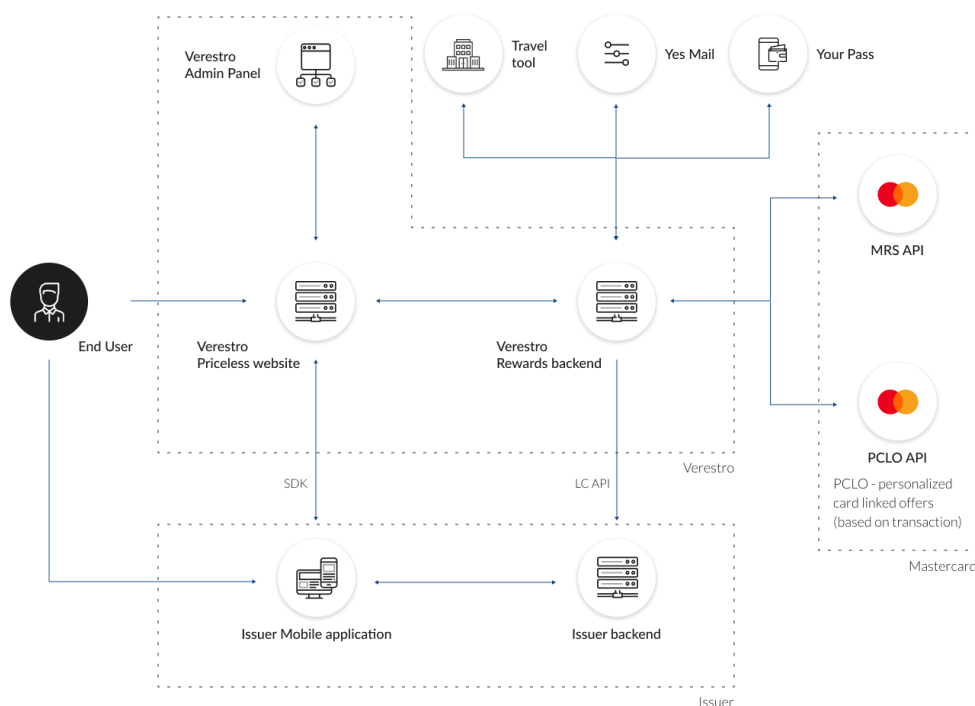 Verestro
Admin Panel
Travel
tool
Yes Mail
Your Pass
MRS API
End User
Verestro
Priceless website
Verestro
Rewards backend
PCLO API
PCLO - personalized
card linked offers
(based on transaction)
Verestro
SDK
LC API
Mastercard
Issuer Mobile application
Issuer backend
Issuer